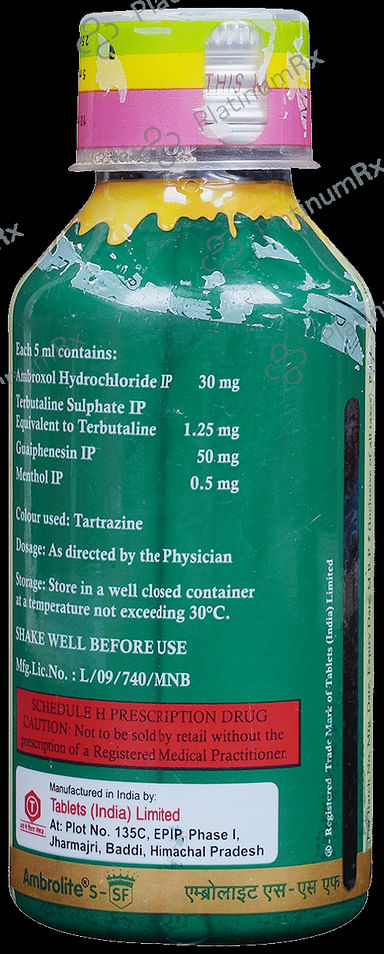 THIS
Each 5 ml contains:
Ambroxol Hydrochloride IP 30 mg
Terbutaline Sulphate IP
Equivalent to Terbutaline 1.25 mg
Guaiphenesin IP 50 mg
Menthol IP 0.5 mg
Colour used: Tartrazine
Dosage: As directed by the Physician
Storage: Store in a well closed container
at a temperature not exceeding 30°C.
SHAKE WELL BEFORE USE
Mfg.Lic.No. : L/09/740/MNB
SCHEDULE H PRESCRIPTION DRUG
CAUTION: Not to be sold by retail without the
prescription of a Registered Medical Practitioner.
Manufactured in India by:
Tablets (India) Limited
At: Plot No. 135C, EPIP, Phase I,
Jharmajri, Baddi, Himachal Pradesh
Ambrolite® S-SF
एम्ब्रोलाइट एस-एस एफ
® - Registered Trade Mark of Tablets (India) Limited
PlatinumRx
PlatinumRx